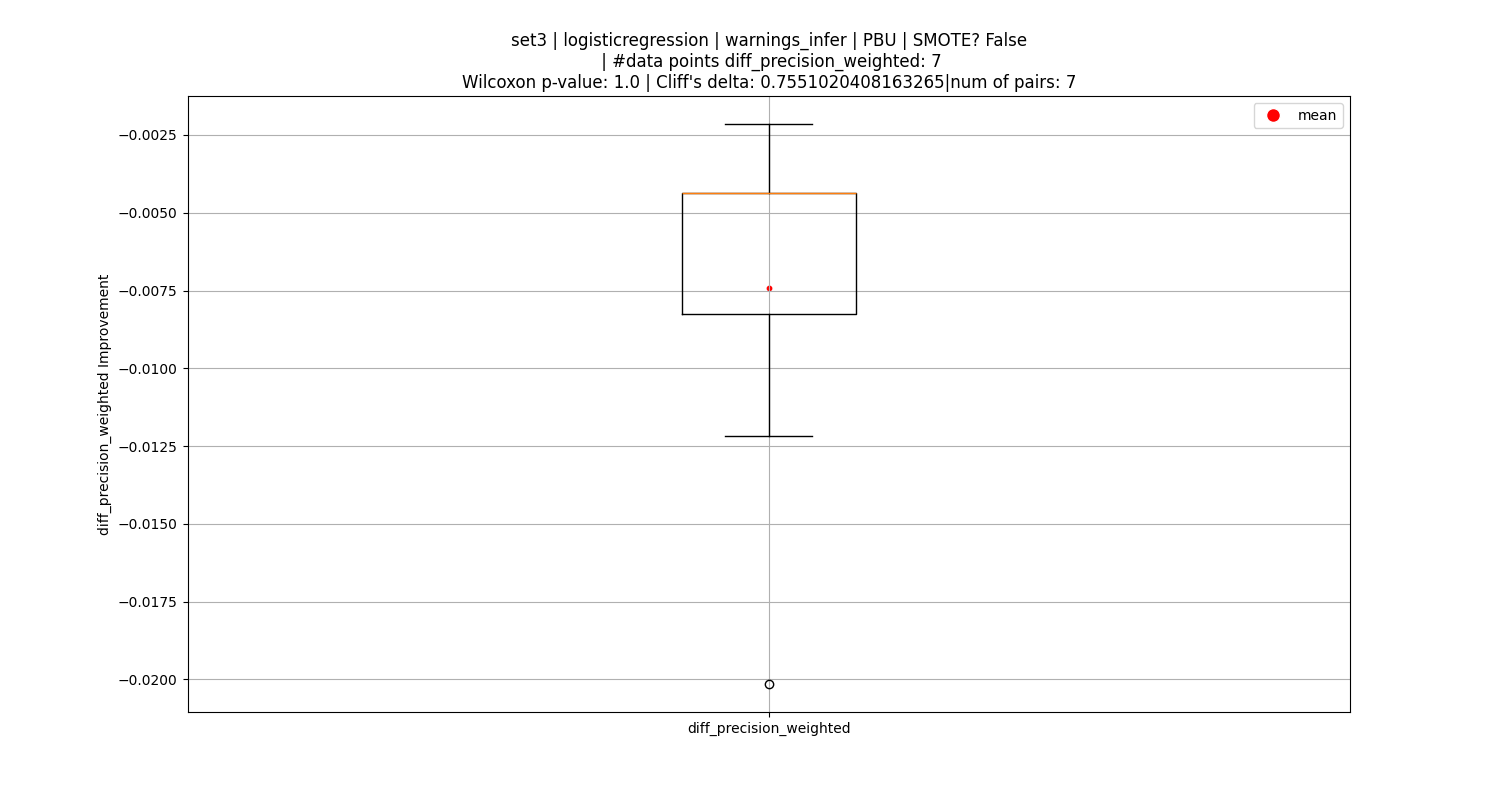 set3 | logisticregression | warnings_infer | PBU | SMOTE? False
| #data points diff_precision_weighted: 7
Wilcoxon p-value: 1.0 | Cliff's delta: 0.7551020408163265|num of pairs: 7
mean
−0.0025
−0.0050
−0.0075
−0.0100
−0.0125
−0.0150
−0.0175
−0.0200
diff_precision_weighted Improvement
diff_precision_weighted